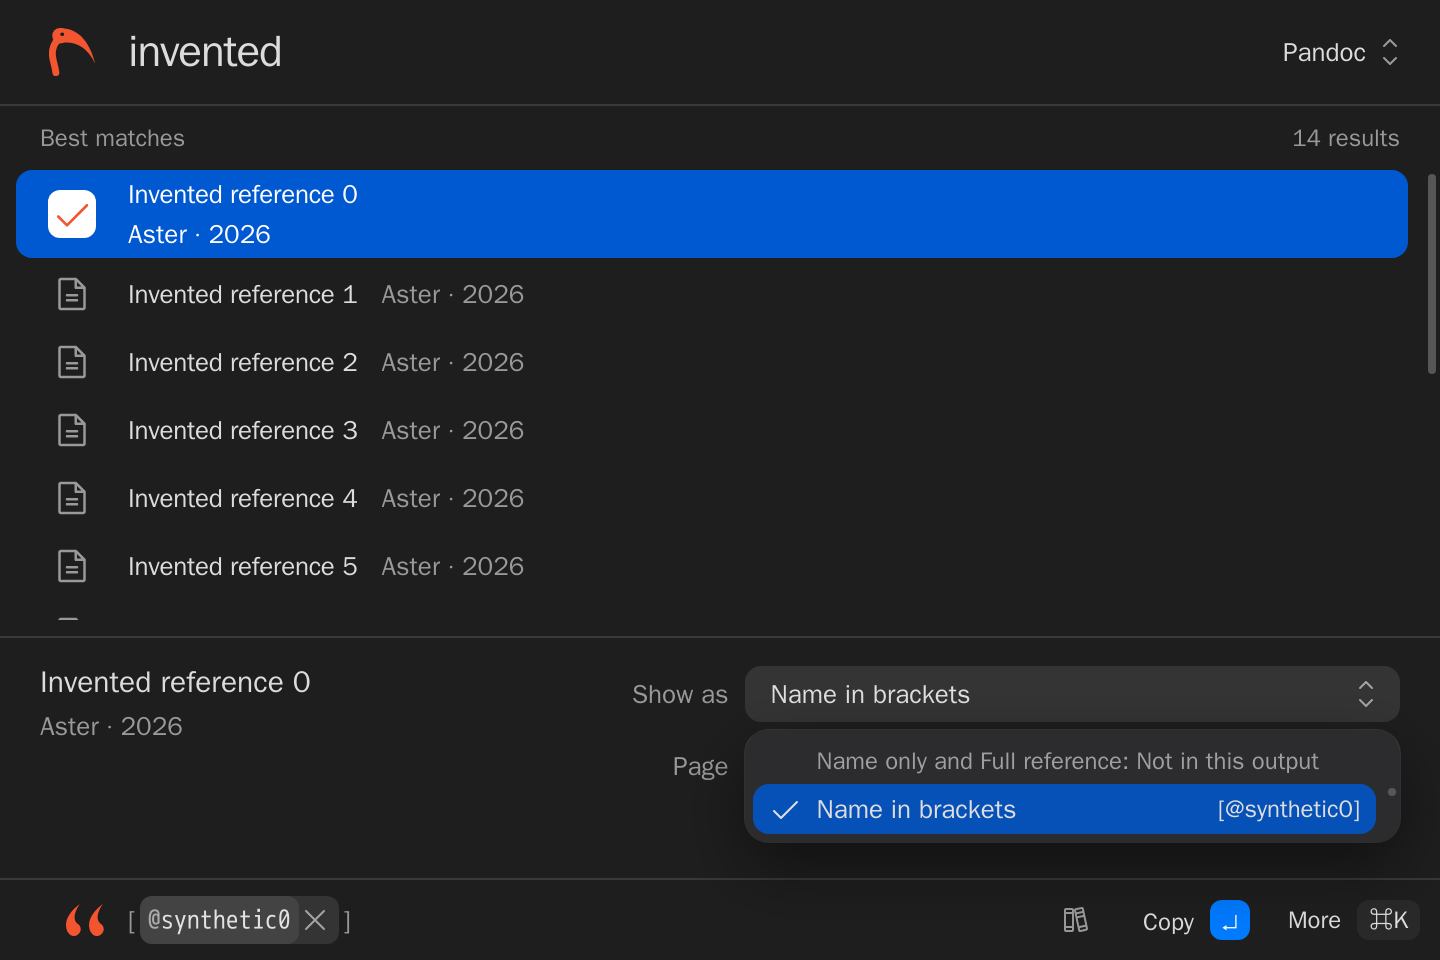 invented
Pandoc
Best matches
14 results
Invented reference 0
Aster · 2026
Invented reference 1 Aster · 2026
Invented reference 2 Aster · 2026
Invented reference 3 Aster · 2026
Invented reference 4 Aster · 2026
Invented reference 5 Aster · 2026
Invented reference 0
Aster · 2026
Show as
Name in brackets
Page
Name only and Full reference: Not in this output
Name in brackets [@synthetic0]
[ @synthetic0 ]
Copy
More ⌘K